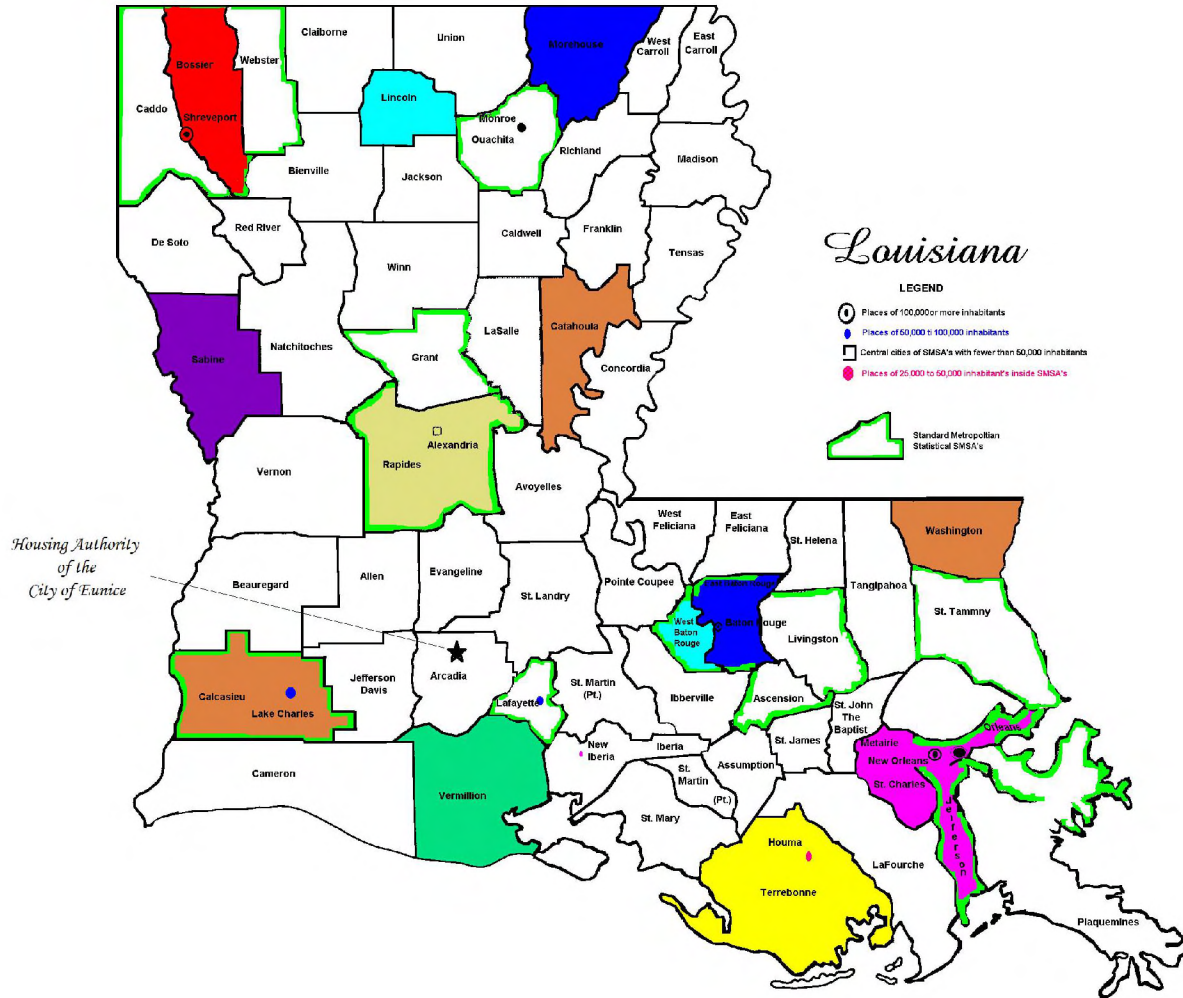 Claiborne
Union
Morehouse
West
Carroll
East
Carroll
Bossier
Webster
Lincoln
Caddo
Shreveport
Monroe
Ouachita
Richland
Madison
Bienville
Jackson
De Soto
Red River
Caldwell
Franklin
Tensas
Winn
Louisiana
LEGEND
Places of 100,000or more inhabitants
Places of 50,000 ti 100,000 inhabitants
Central cities of SMSA's with fewer than 50,000 inhabitants
Places of 25,000 to 50,000 inhabitant's inside SMSA's
Standard Metropoltian
Statistical SMSA's
Sabine
Natchitoches
LaSalle
Catahoula
Grant
Concordia
Alexandria
Rapides
Vernon
Avoyelles
Housing Authority
of the
City of Eunice
West
Feliciana
East
Feliciana
St. Helena
Washington
Beauregard
Allen
Evangeline
St. Landry
Pointe Coupee
East Baton Rouge
Tangipahoa
St. Tammny
West
Baton
Rouge
Baton Rouge
Livingston
Calcasieu
Lake Charles
Jefferson
Davis
Arcadia
Lafayette
St. Martin
(Pt.)
Ibberville
Ascension
St. John
The
Baptist
St. James
Orleans
Metairie
New Orleans
St. Charles
Jefferson
Cameron
Vermillion
New
Iberia
Iberia
St.
Martin
(Pt.)
Assumption
St. Mary
Houma
Terrebonne
LaFourche
Plaquemines